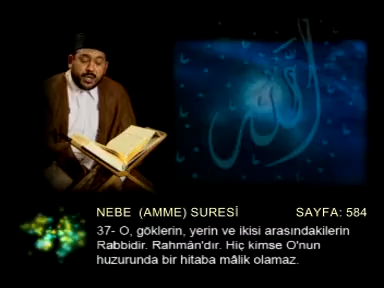 الله
NEBE (AMME) SURESİ SAYFA: 584
37- O, göklerin, yerin ve ikisi arasındakilerin
Rabbidir. Rahmân'dır. Hiç kimse O'nun
huzurunda bir hitaba mâlik olamaz.